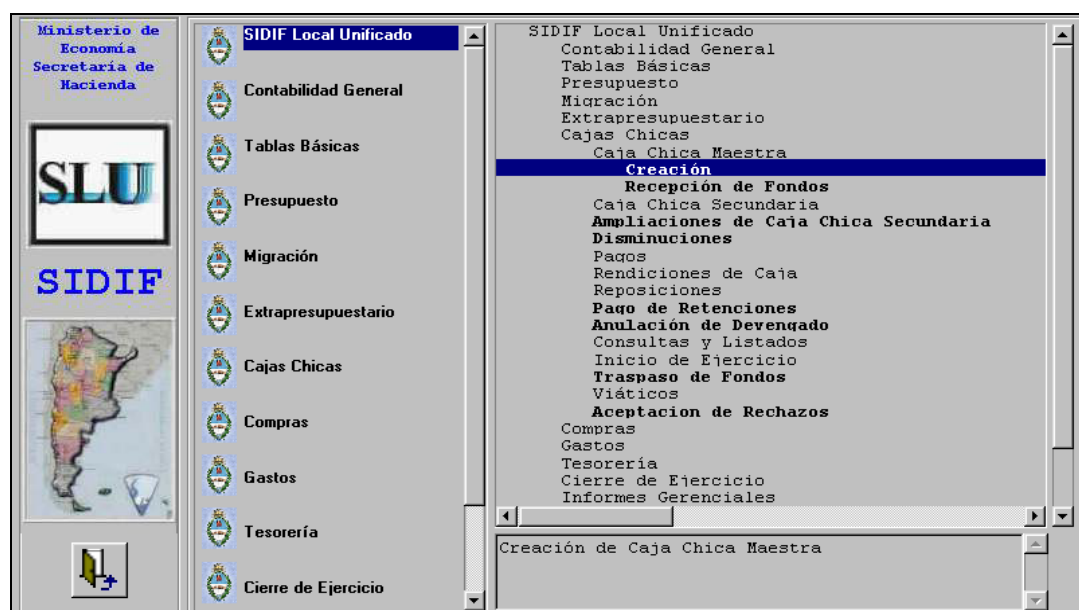 Ministerio de
Economía
Secretaría de
Hacienda
SLU
SIDIF
SIDIF Local Unificado
Contabilidad General
Tablas Básicas
Presupuesto
Migración
Extrapresupuestario
Cajas Chicas
Compras
Gastos
Tesorería
Cierre de Ejercicio
SIDIF Local Unificado
Contabilidad General
Tablas Básicas
Presupuesto
Migración
Extrapresupuestario
Cajas Chicas
Caja Chica Maestra
Creación
Recepción de Fondos
Caja Chica Secundaria
Ampliaciones de Caja Chica Secundaria
Disminuciones
Pagos
Rendiciones de Caja
Reposiciones
Pago de Retenciones
Anulación de Devengado
Consultas y Listados
Inicio de Ejercicio
Traspaso de Fondos
Viáticos
Aceptacion de Rechazos
Compras
Gastos
Tesorería
Cierre de Ejercicio
Informes Gerenciales
Creación de Caja Chica Maestra